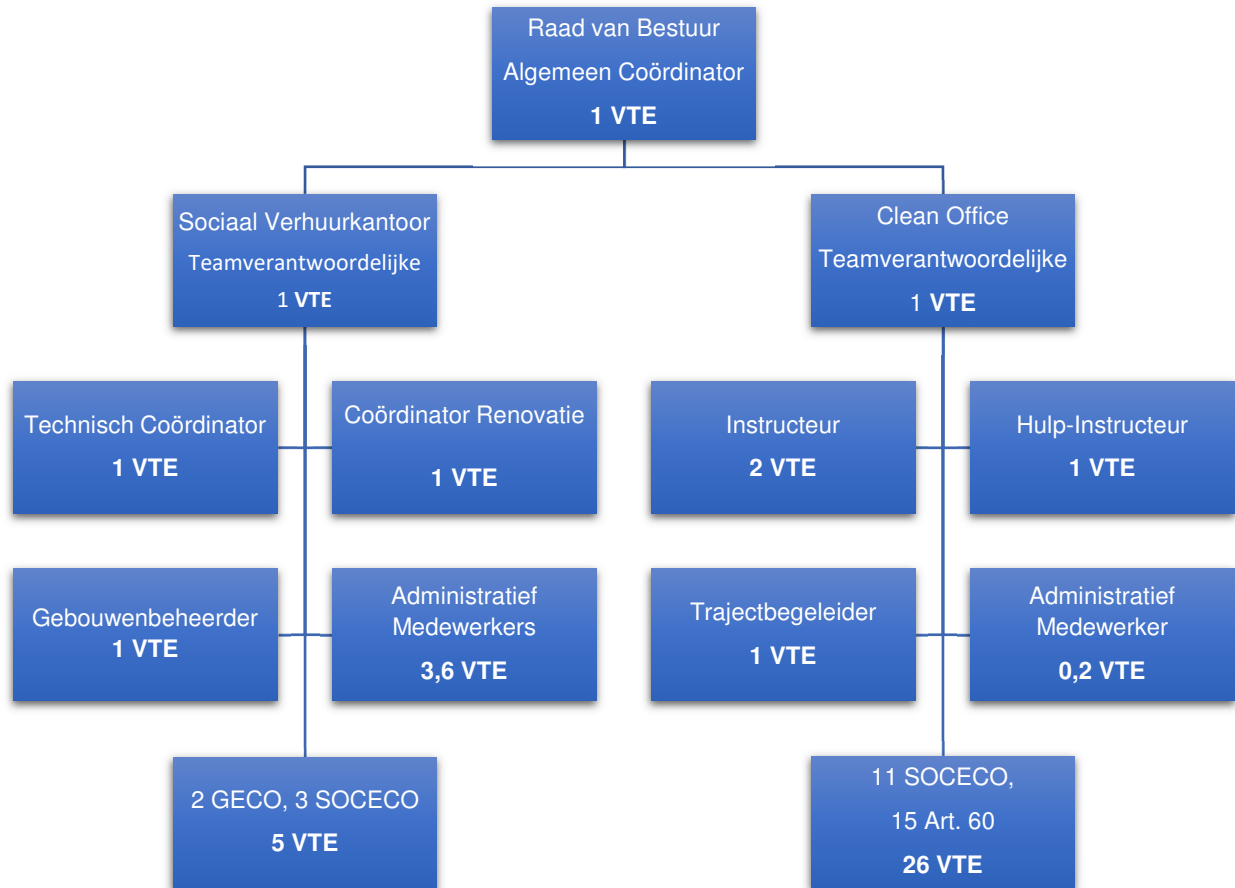 Raad van Bestuur
Algemeen Coördinator
1 VTE
Sociaal Verhuurkantoor
Teamverantwoordelijke
1 VTE
Clean Office
Teamverantwoordelijke
1 VTE
Technisch Coördinator
1 VTE
Coördinator Renovatie
1 VTE
Instructeur
2 VTE
Hulp-Instructeur
1 VTE
Gebouwenbeheerder
1 VTE
Administratief
Medewerkers
3,6 VTE
Trajectbegeleider
1 VTE
Administratief
Medewerker
0,2 VTE
2 GECO, 3 SOCECO
5 VTE
11 SOCECO,
15 Art. 60
26 VTE